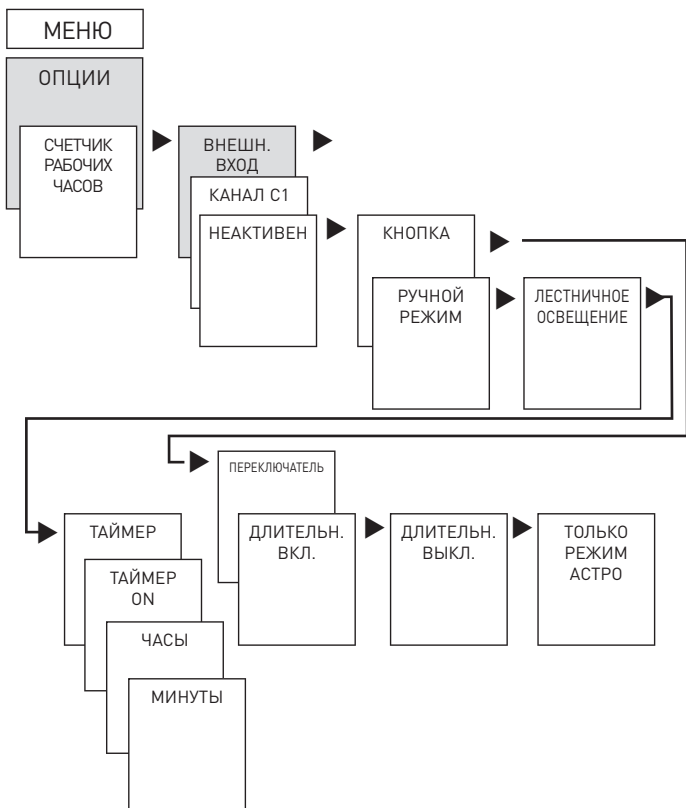 МЕНЮ
ОПЦИИ
СЧЕТЧИК
РАБОЧИХ
ЧАСОВ
ВНЕШН.
ВХОД
КАНАЛ C1
НЕАКТИВЕН
КНОПКА
РУЧНОЙ
РЕЖИМ
ЛЕСТНИЧНОЕ
ОСВЕЩЕНИЕ
ПЕРЕКЛЮЧАТЕЛЬ
ТАЙМЕР
ТАЙМЕР
ON
ЧАСЫ
МИНУТЫ
ДЛИТЕЛЬН.
ВКЛ.
ДЛИТЕЛЬН.
ВЫКЛ.
ТОЛЬКО
РЕЖИМ
АСТРО